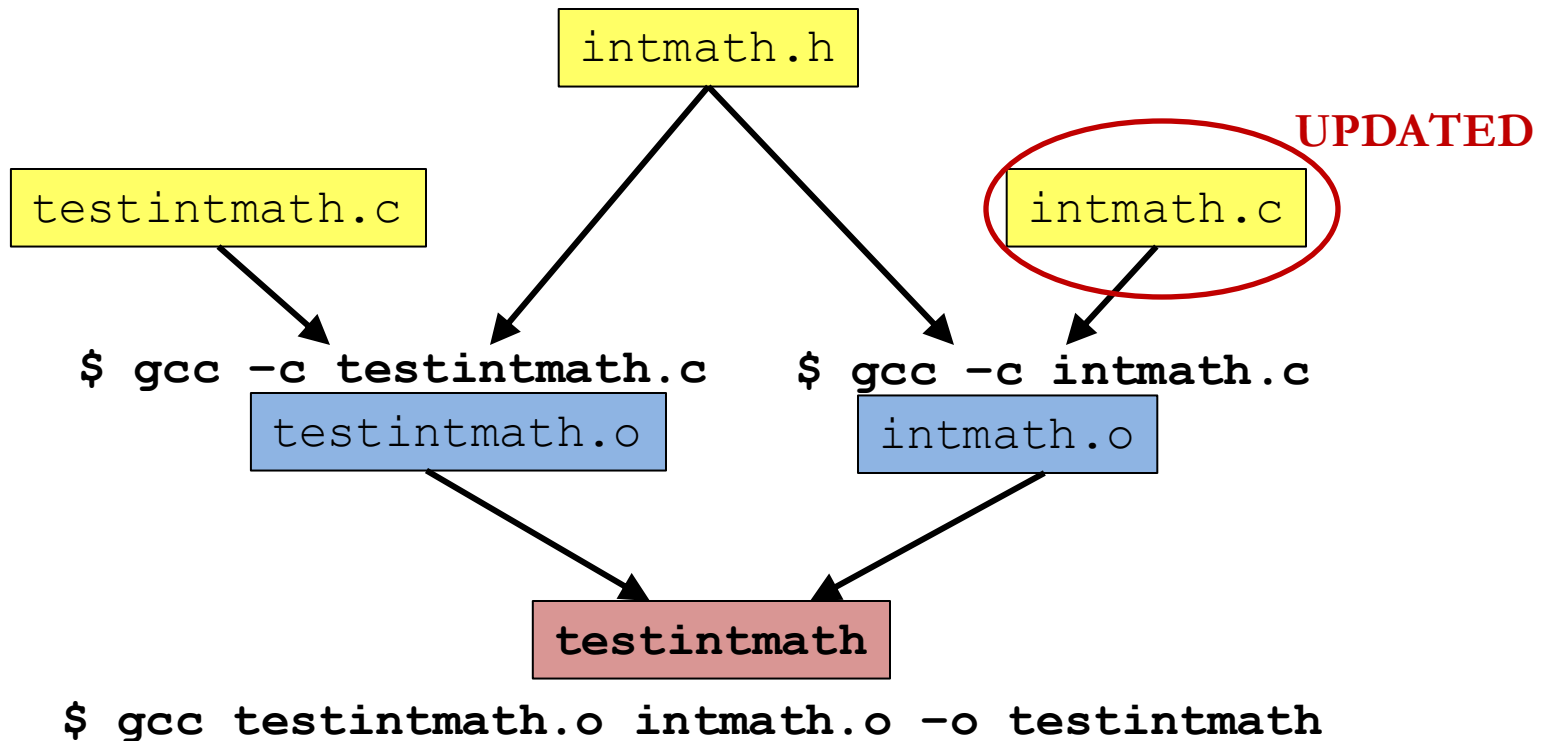 intmath.h
UPDATED
testintmath.c
intmath.c
$ gcc –c testintmath.c
$ gcc –c intmath.c
testintmath.o
intmath.o
testintmath
$ gcc testintmath.o intmath.o –o testintmath